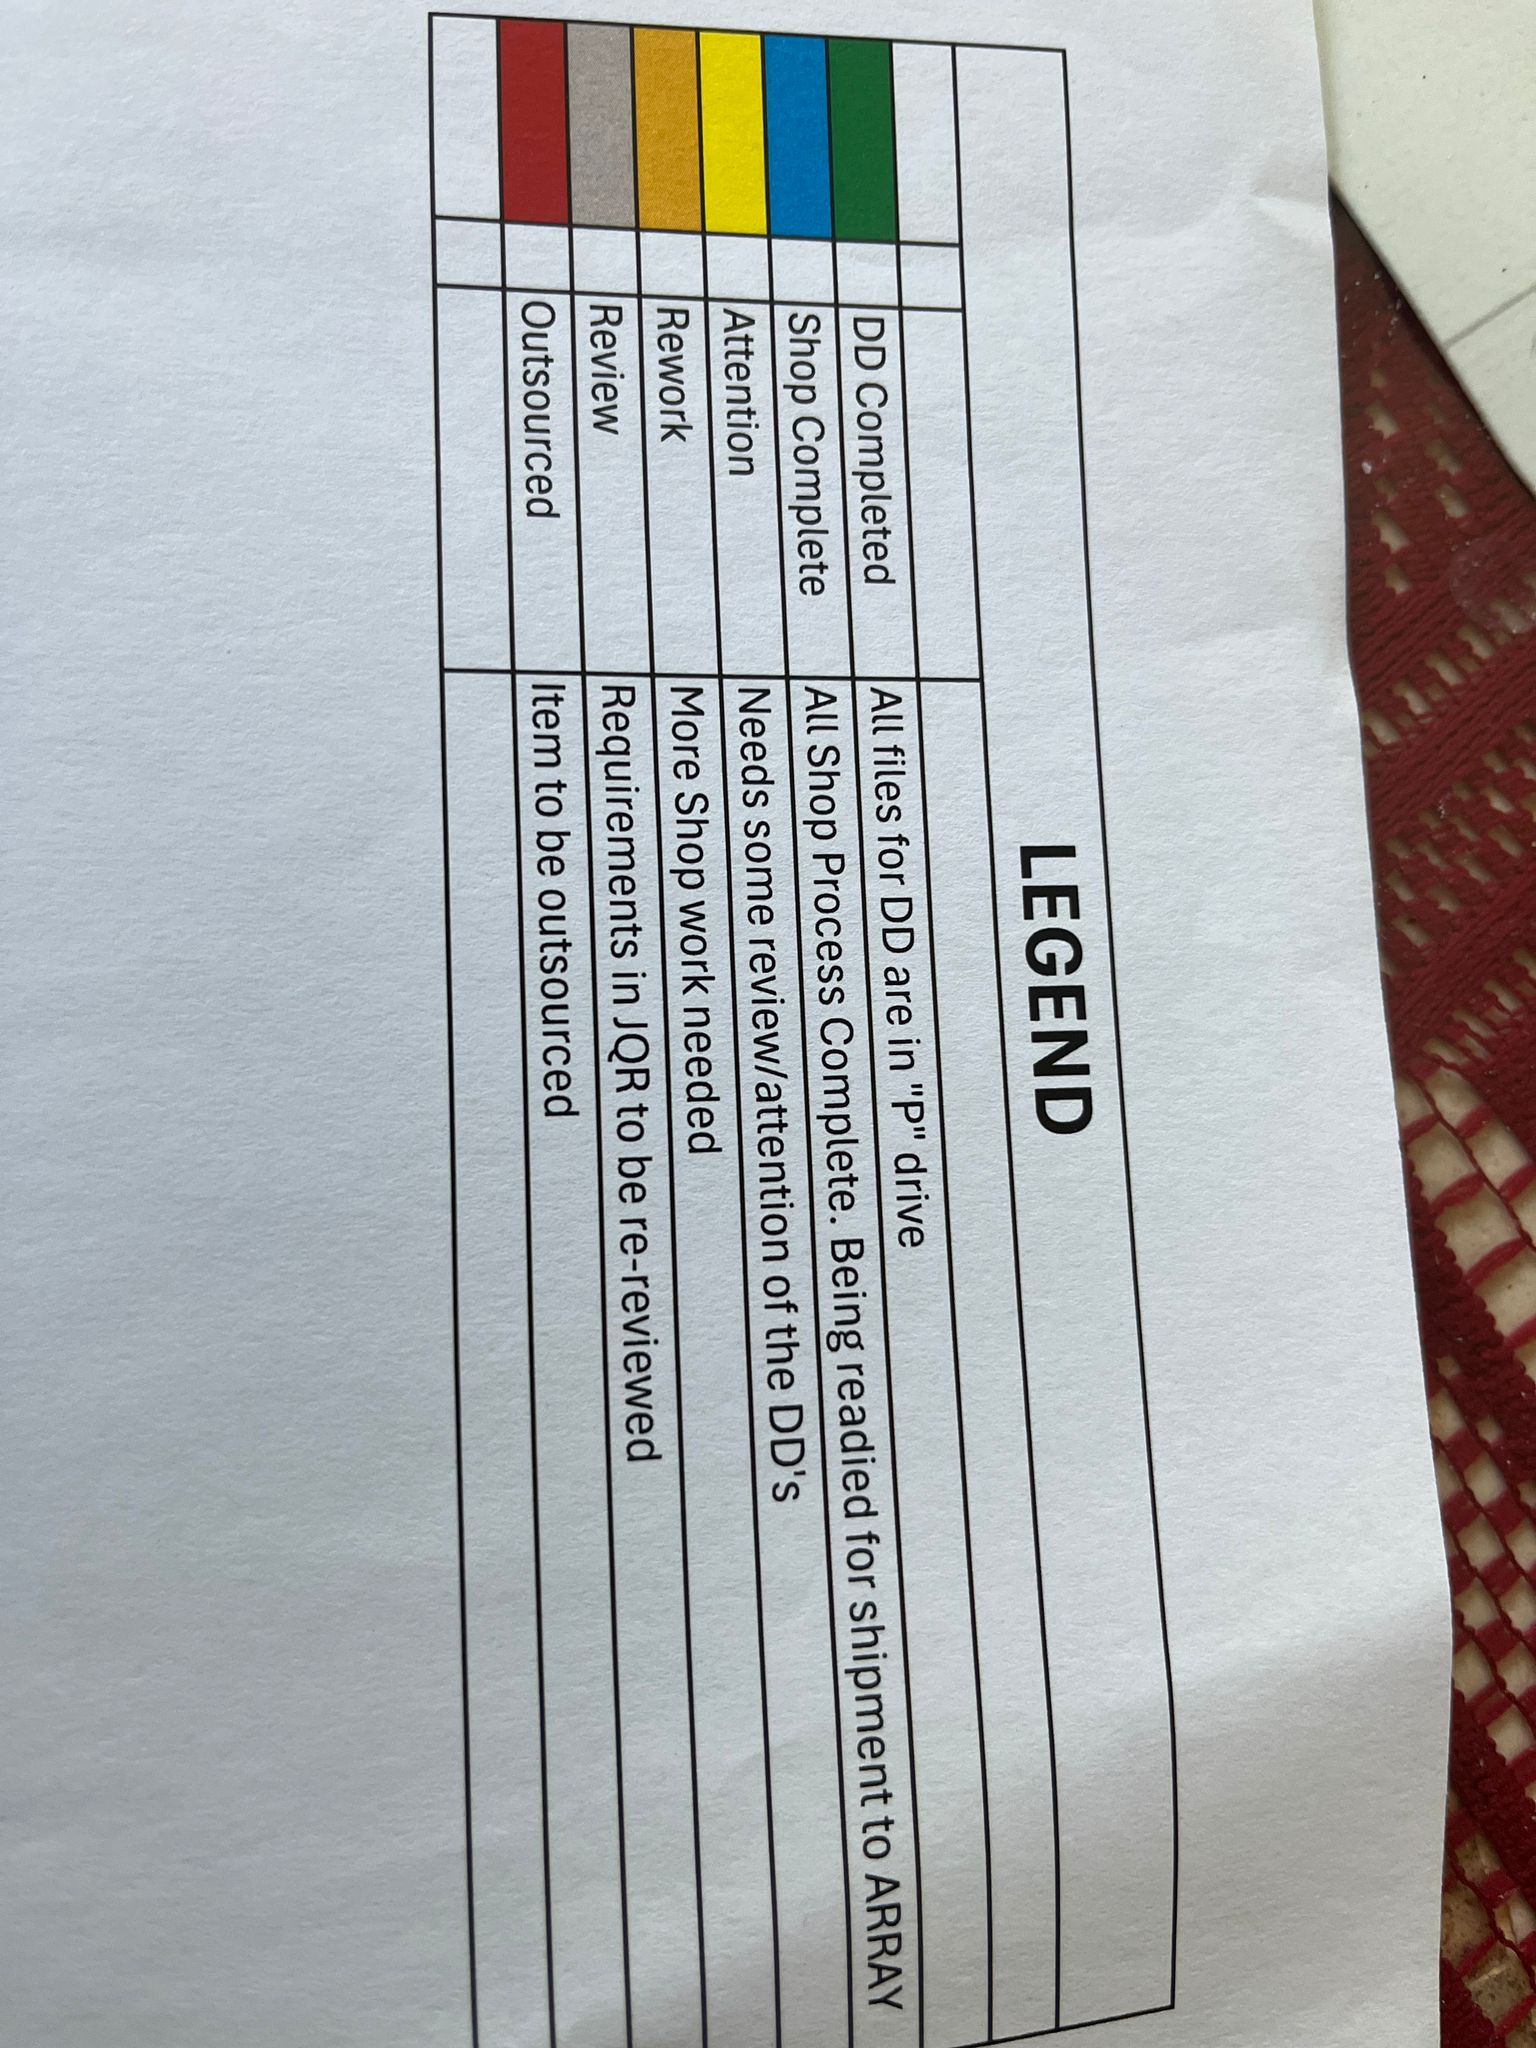 LEGEND
DD Completed All files for DD are in "P" drive
Shop Complete All Shop Process Complete. Being readied for shipment to ARRAY
Attention Needs some review/attention of the DD's
Rework More Shop work needed
Review Requirements in JQR to be re-reviewed
Outsourced Item to be outsourced